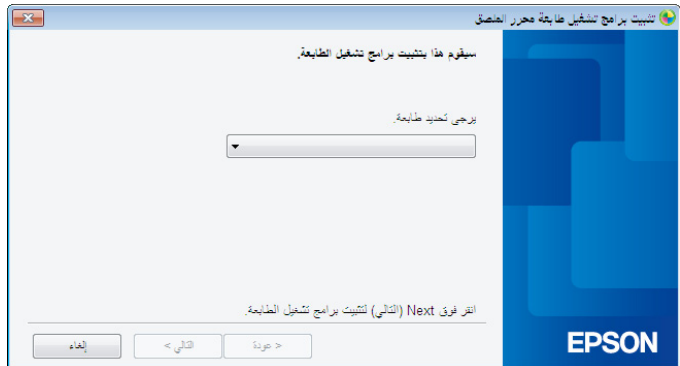 تثبيت برامج تشغيل طابعة محرر الملصق
سيقوم هذا بتثبيت برامج تشغيل الطابعة.
يرجى تحديد طابعة.
انقر فوق Next (التالي) لتثبيت برامج تشغيل الطابعة.
< عودة
التالي >
إلغاء
EPSON